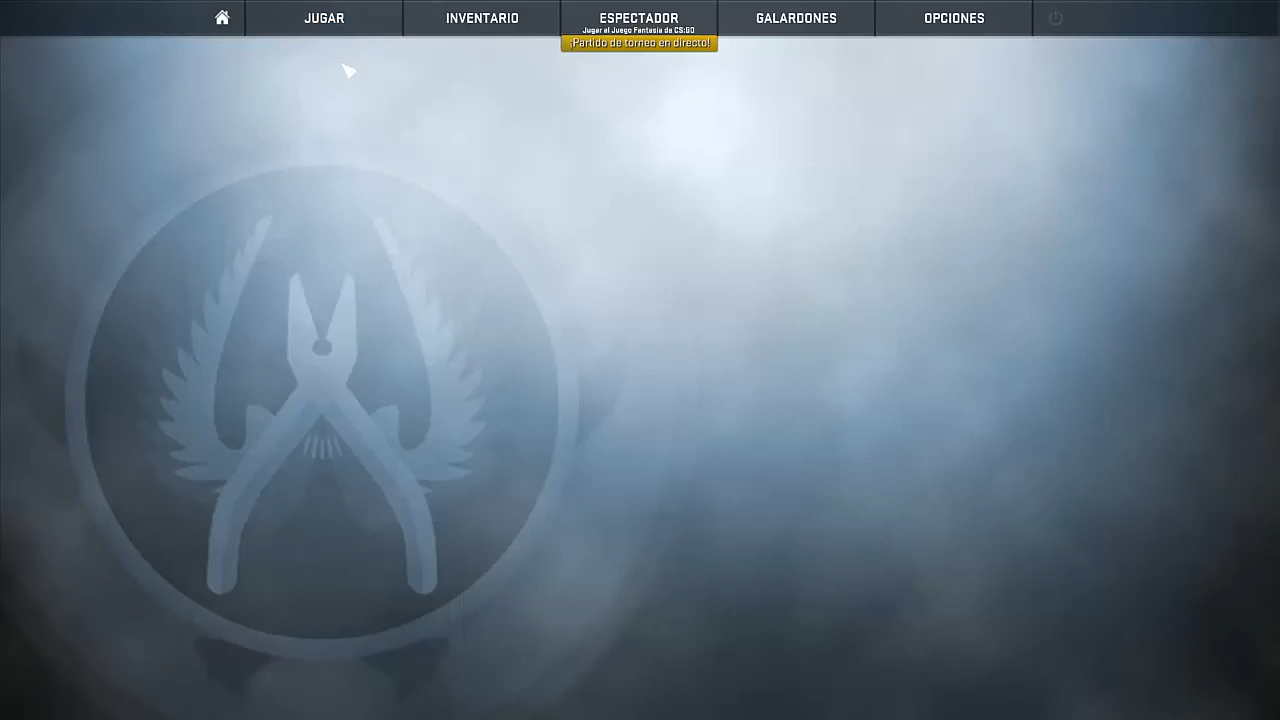 JUGAR
INVENTARIO
ESPECTADOR
Jugar al Juego Fantasía de CS:GO
¡Partido de torneo en directo!
GALARDONES
OPCIONES